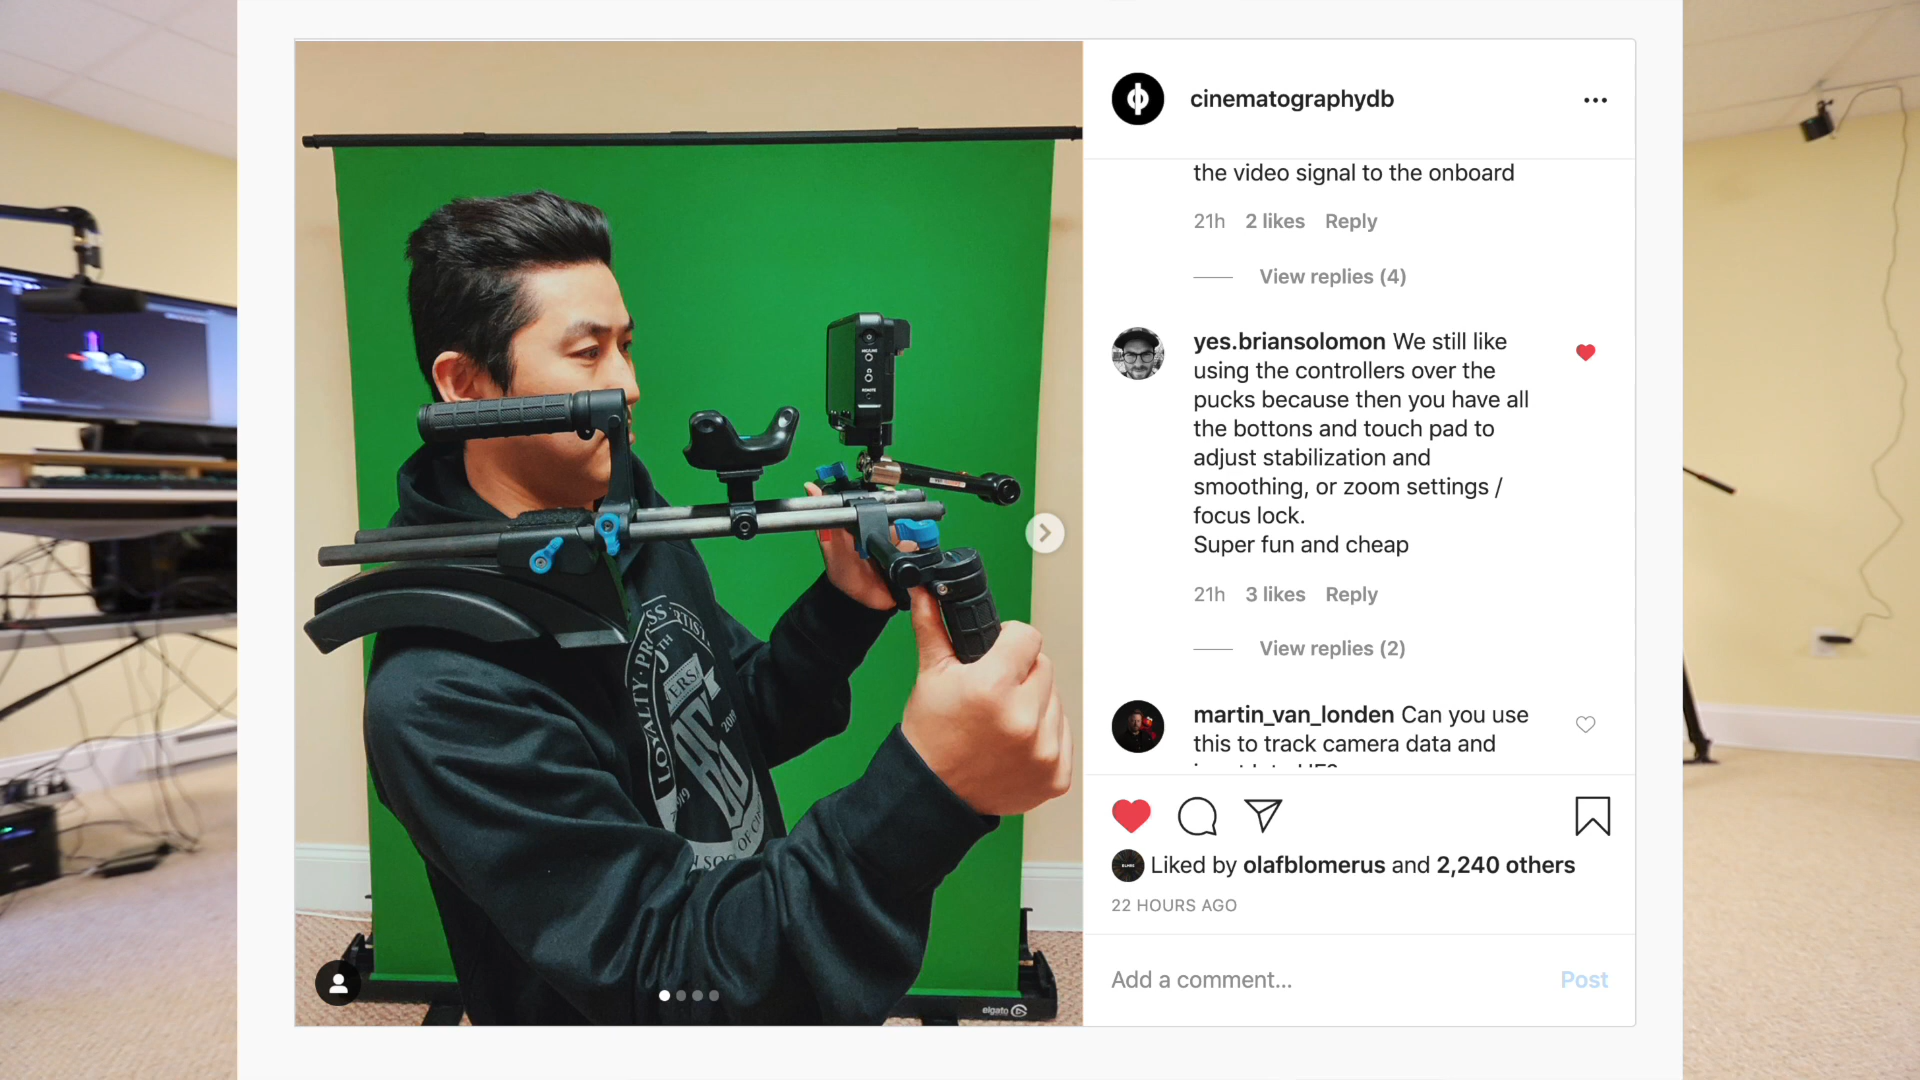 cinematographydb
the video signal to the onboard
21h 2 likes Reply
View replies (4)
yes.briansolomon We still like
using the controllers over the
pucks because then you have all
the bottons and touch pad to
adjust stabilization and
smoothing, or zoom settings /
focus lock.
Super fun and cheap
21h 3 likes Reply
View replies (2)
martin_van_londen Can you use
this to track camera data and
Liked by olafblomerus and 2,240 others
22 HOURS AGO
Add a comment... Post
LOYALTY · PROGRESS
2019
elgato